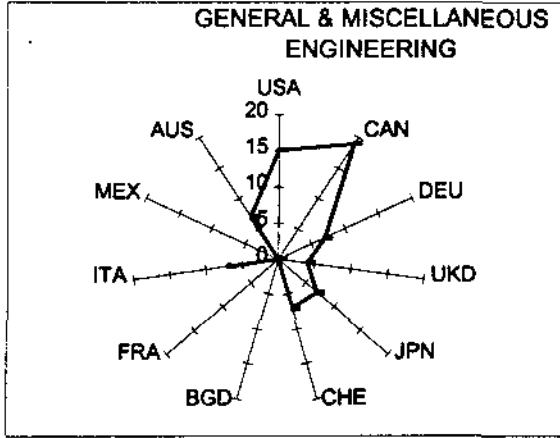 GENERAL & MISCELLANEOUS
ENGINEERING
USA
20
AUS
CAN
15
10
MEX
DEU
5
0
ITA
UKD
FRA
JPN
BGD
CHE